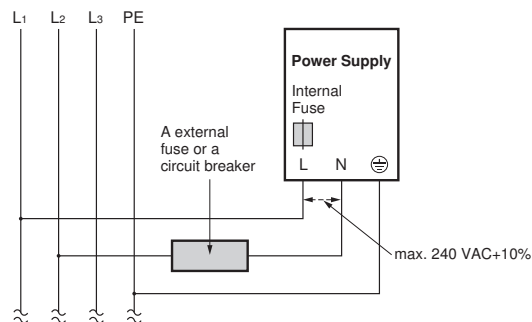 L1 L2 L3 PE
Power Supply
Internal
Fuse
A external
fuse or a
circuit breaker
L N
max. 240 VAC+10%